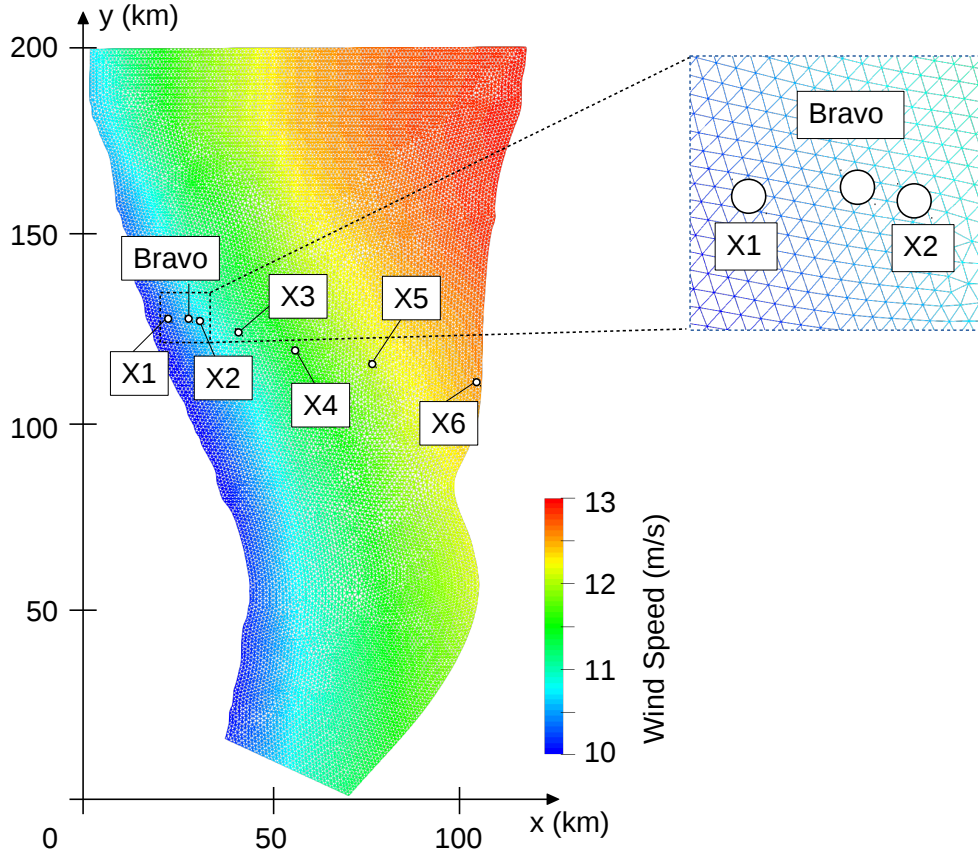 y (km)
200
150
100
50
0
50
100
x (km)
Bravo
X1
X2
X3
X4
X5
X6
13
12
11
10
Wind Speed (m/s)
Bravo
X1
X2